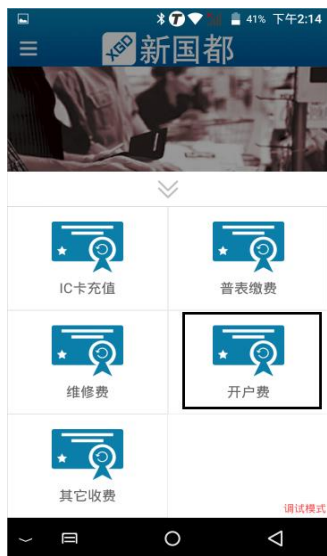 41% 下午2:14
XGD 新国都
IC卡充值
普表缴费
维修费
开户费
其它收费
调试模式